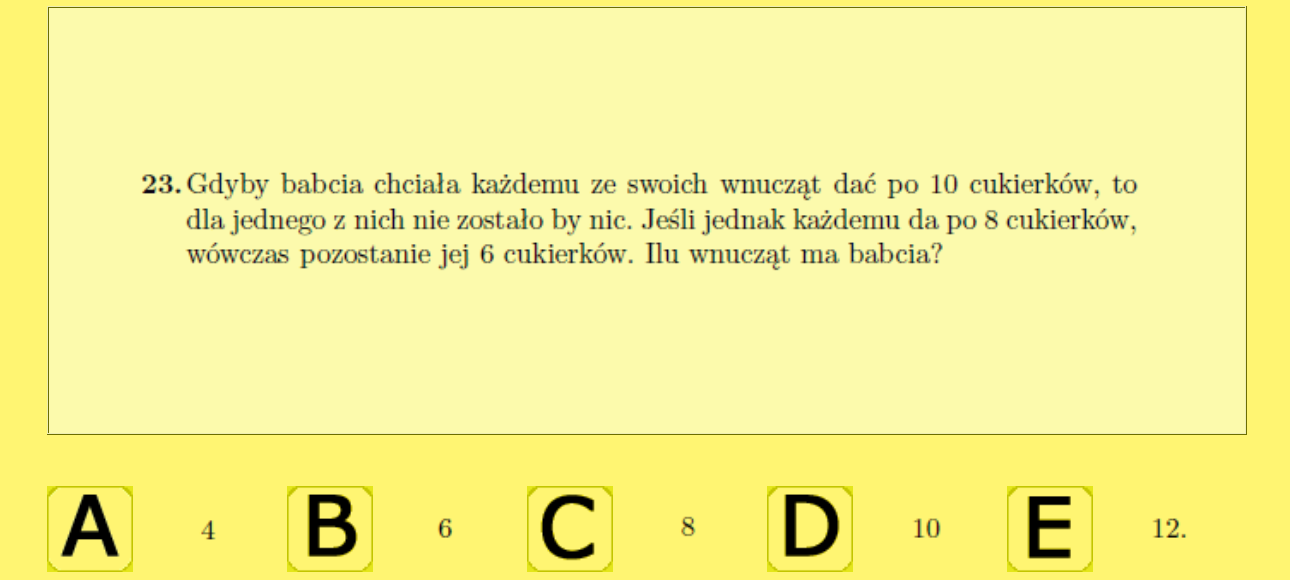 23. Gdyby babcia chciała każdemu ze swoich wnucząt dać po 10 cukierków, to
dla jednego z nich nie zostało by nic. Jeśli jednak każdemu da po 8 cukierków,
wówczas pozostanie jej 6 cukierków. Ilu wnucząt ma babcia?
A 4 B 6 C 8 D 10 E 12.